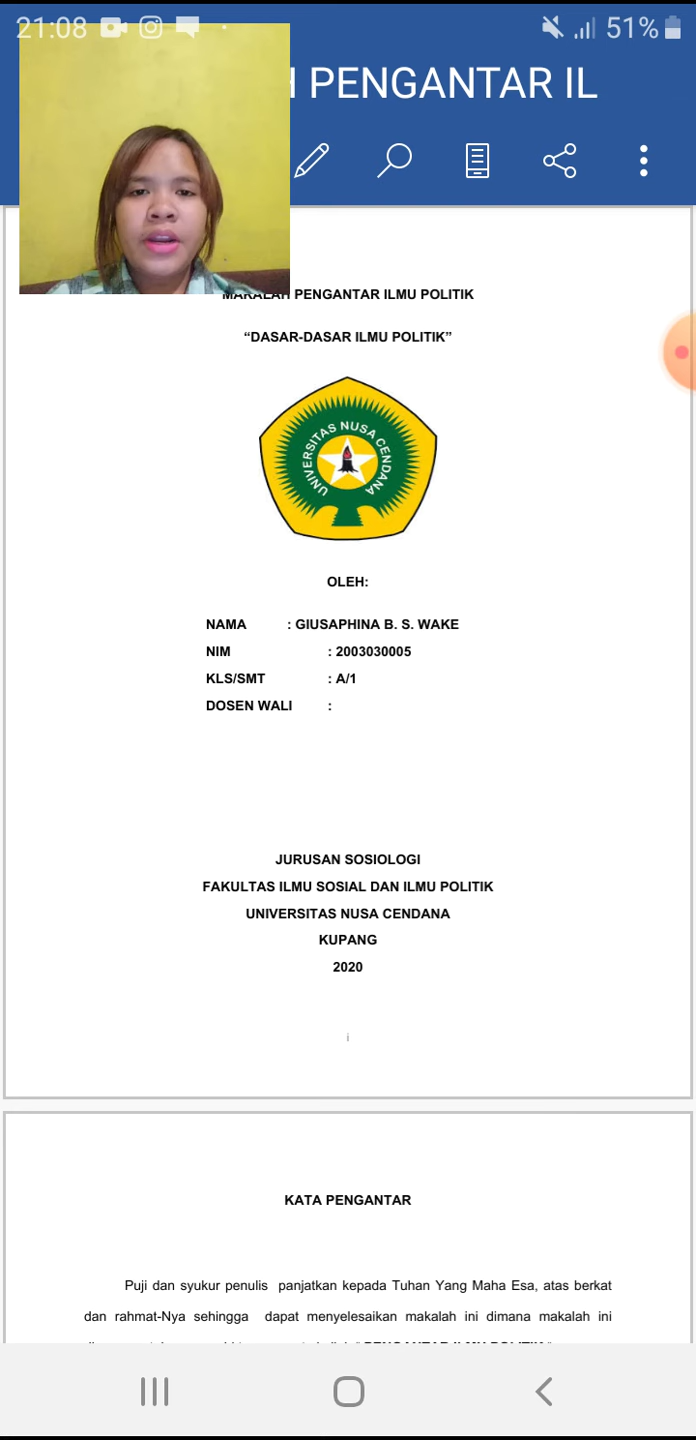 21:08
51%
H PENGANTAR IL
MAKALAH PENGANTAR ILMU POLITIK
“DASAR-DASAR ILMU POLITIK”
UNIVERSITAS NUSA CENDANA
OLEH:
NAMA : GIUSAPHINA B. S. WAKE
NIM : 2003030005
KLS/SMT : A/1
DOSEN WALI :
JURUSAN SOSIOLOGI
FAKULTAS ILMU SOSIAL DAN ILMU POLITIK
UNIVERSITAS NUSA CENDANA
KUPANG
2020
i
KATA PENGANTAR
Puji dan syukur penulis panjatkan kepada Tuhan Yang Maha Esa, atas berkat
dan rahmat-Nya sehingga dapat menyelesaikan makalah ini dimana makalah ini